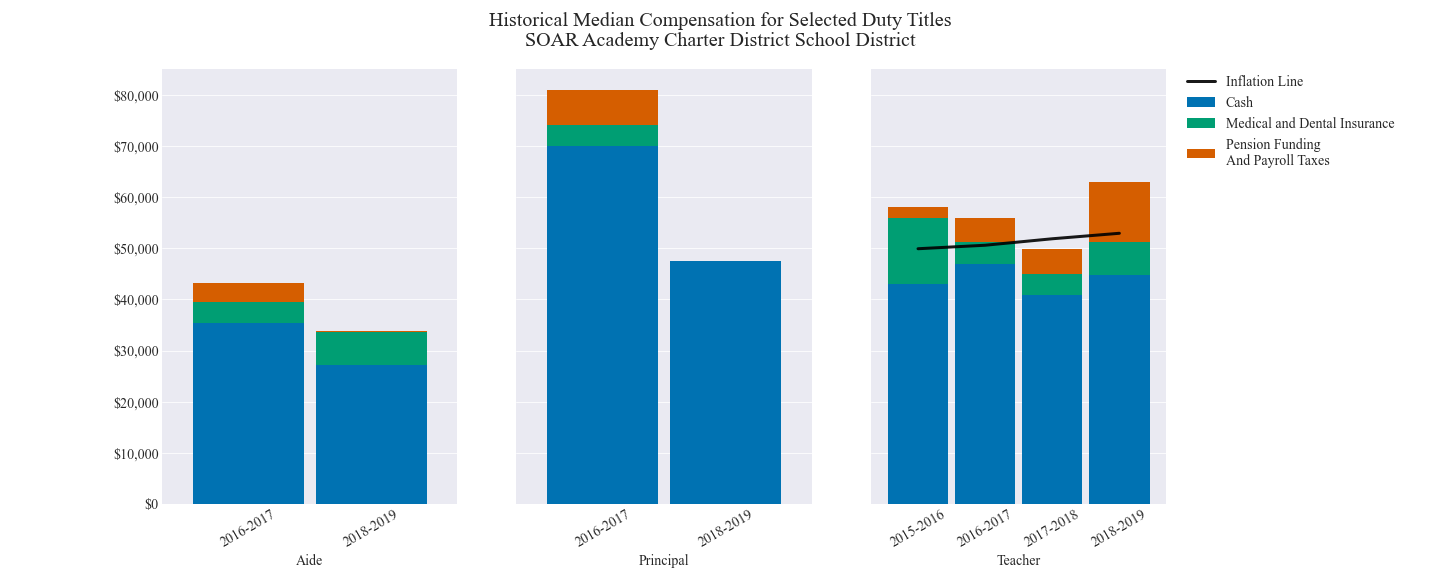 Historical Median Compensation for Selected Duty Titles
SOAR Academy Charter District School District
$80,000
$70,000
$60,000
$50,000
$40,000
$30,000
$20,000
$10,000
$0
2016-2017
2018-2019
Aide
2016-2017
2018-2019
Principal
2015-2016
2016-2017
2017-2018
2018-2019
Teacher
Inflation Line
Cash
Medical and Dental Insurance
Pension Funding
And Payroll Taxes